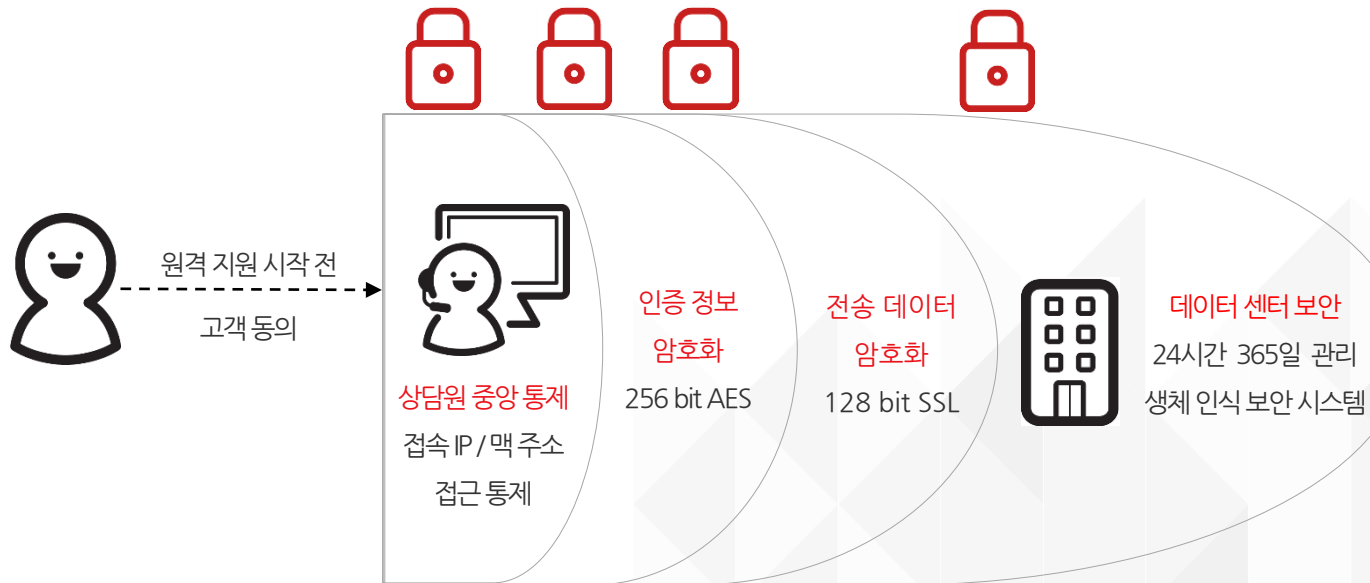 원격 지원 시작 전
고객 동의
상담원 중앙 통제
접속 IP / 맥 주소
접근 통제
인증 정보
암호화
256 bit AES
전송 데이터
암호화
128 bit SSL
데이터 센터 보안
24시간 365일 관리
생체 인식 보안 시스템